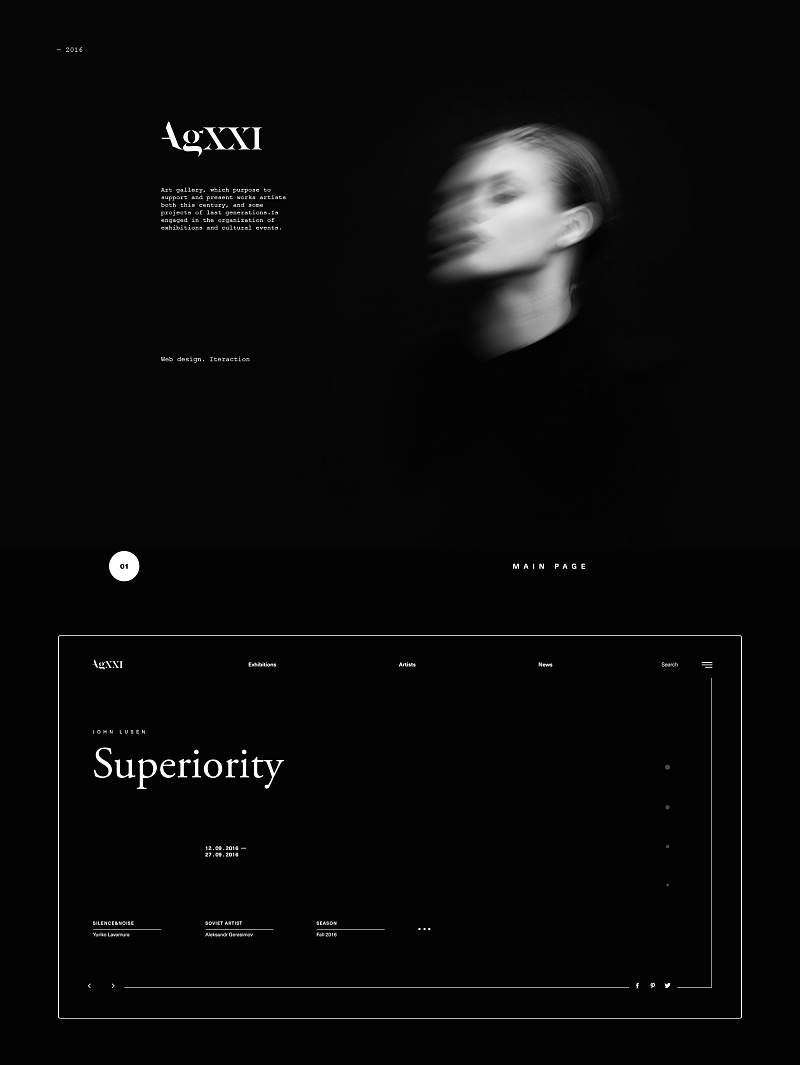 — 2016
AgXXI
Art gallery, which purpose to
support and present works artists
both this century, and some
projects of last generations.Is
engaged in the organization of
exhibitions and cultural events.
Web design. Iteraction
01
MAIN PAGE
AgXXI
Exhibitions
Artists
News
Search
JOHN LUSEN
Superiority
12.09.2016 —
27.09.2016
SILENCE&NOISE
Yuriko Lavamura
SOVIET ARTIST
Aleksandr Gerasimov
SEASON
Fall 2016